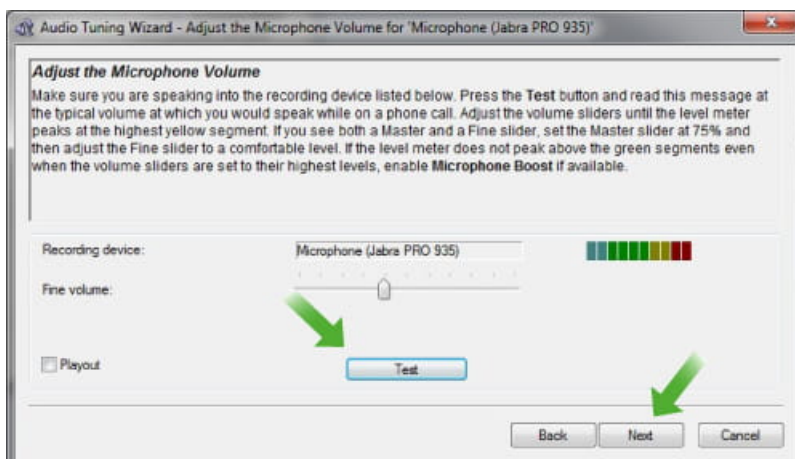 Audio Tuning Wizard - Adjust the Microphone Volume for 'Microphone (Jabra PRO 935)'
Adjust the Microphone Volume
Make sure you are speaking into the recording device listed below. Press the Test button and read this message at
the typical volume at which you would speak while on a phone call. Adjust the volume sliders until the level meter
peaks at the highest yellow segment. If you see both a Master and a Fine slider, set the Master slider at 75% and
then adjust the Fine slider to a comfortable level. If the level meter does not peak above the green segments even
when the volume sliders are set to their highest levels, enable Microphone Boost if available.
Recording device: Microphone (Jabra PRO 935)
Fine volume:
Playout Test
Back Next Cancel